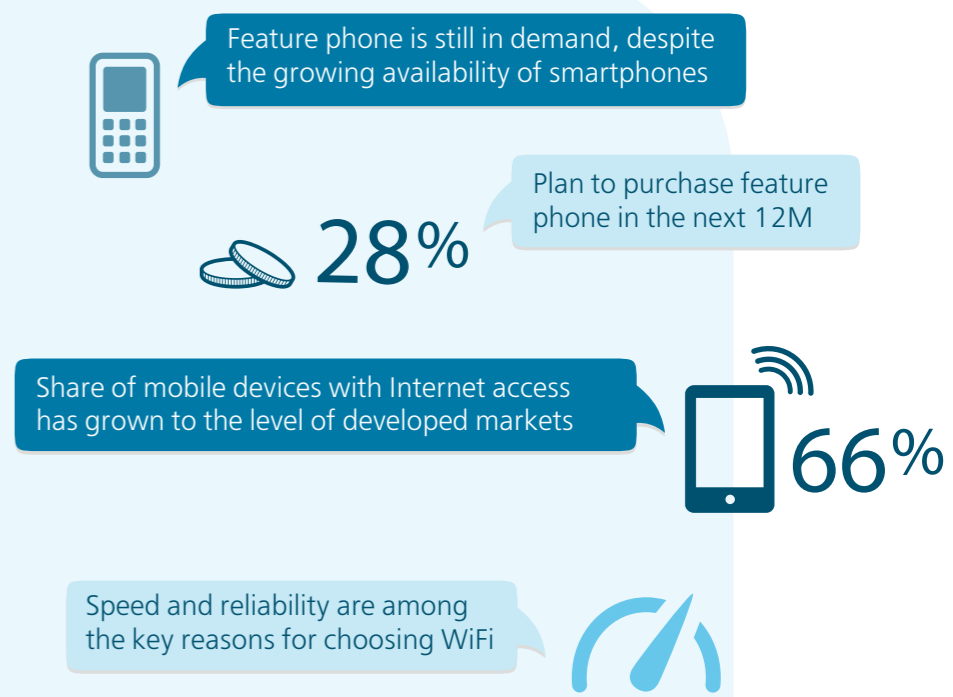 Feature phone is still in demand, despite
the growing availability of smartphones
Plan to purchase feature
phone in the next 12M
28%
Share of mobile devices with Internet access
has grown to the level of developed markets
66%
Speed and reliability are among
the key reasons for choosing WiFi